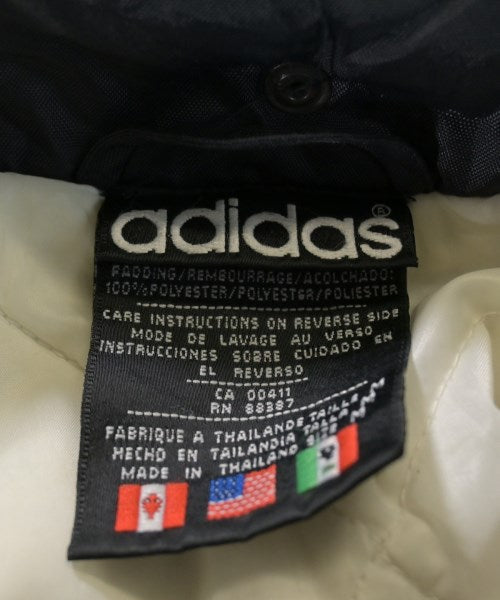 adidas®
PADDING/REMBOURRAGE/ACOLCHADO:
100%POLYESTER/POLYESTER/POLIESTER
CARE INSTRUCTIONS ON REVERSE SIDE
MODE DE LAVAGE AU VERSO
INSTRUCCIONES SOBRE CUIDADO EN
EL REVERSO
CA 00411
RN 88387
FABRIQUE A THAILANDE TAILLE M
HECHO EN TAILANDIA TALLA M
MADE IN THAILAND SIZE M